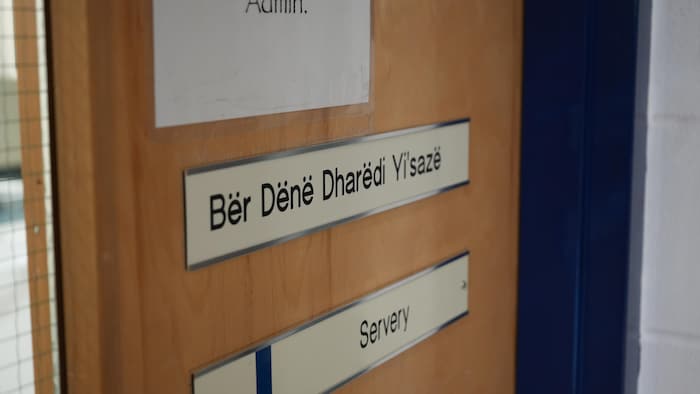 Admin.
Bër Dënë Dharëdi Yi'sazë
Servery